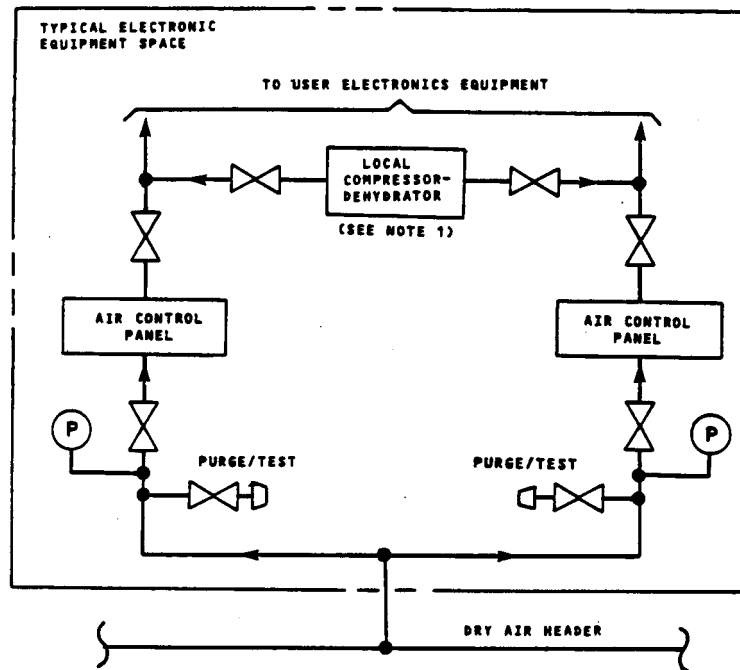 TYPICAL ELECTRONIC
EQUIPMENT SPACE
TO USER ELECTRONICS EQUIPMENT
LOCAL
COMPRESSOR-
DEHYDRATOR
(SEE NOTE 1)
AIR CONTROL
PANEL
AIR CONTROL
PANEL
P
P
PURGE/TEST
PURGE/TEST
DRY AIR HEADER